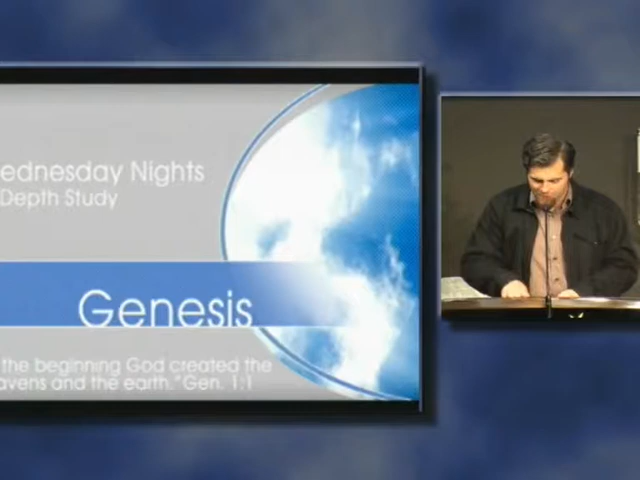 ednesday Nights
Depth Study
Genesis
the beginning God created the
avens and the earth."Gen. 1:1